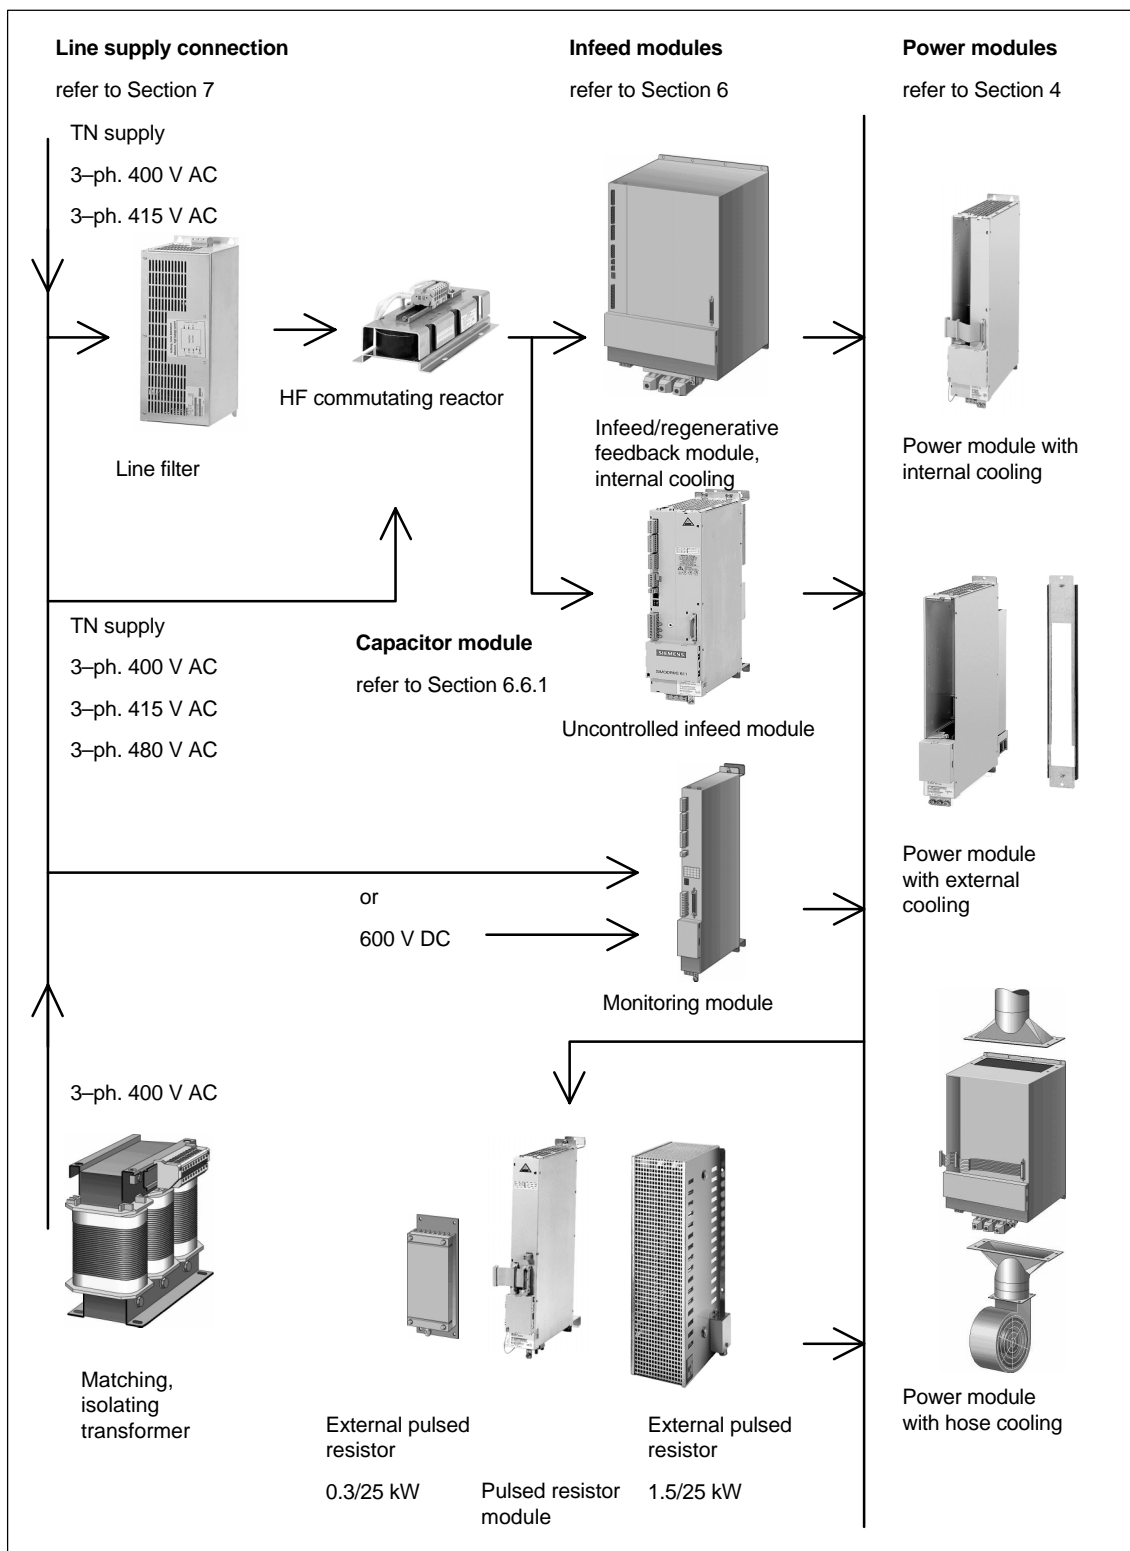 Line supply connection
refer to Section 7
TN supply
3–ph. 400 V AC
3–ph. 415 V AC
Line filter
HF commutating reactor
Infeed modules
refer to Section 6
Infeed/regenerative
feedback module,
internal cooling
Power modules
refer to Section 4
Power module with
internal cooling
TN supply
3–ph. 400 V AC
3–ph. 415 V AC
3–ph. 480 V AC
Capacitor module
refer to Section 6.6.1
SIEMENS
Uncontrolled infeed module
Power module
with external
cooling
or
600 V DC
Monitoring module
3–ph. 400 V AC
Matching,
isolating
transformer
External pulsed
resistor
0.3/25 kW
Pulsed resistor
module
External pulsed
resistor
1.5/25 kW
Power module
with hose cooling